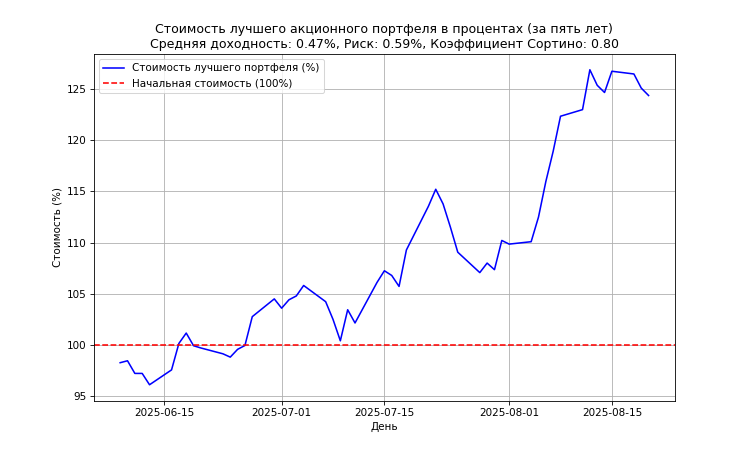 Стоимость лучшего акционного портфеля в процентах (за пять лет)
Средняя доходность: 0.47%, Риск: 0.59%, Коэффициент Сортино: 0.80
Стоимость лучшего портфеля (%)
Начальная стоимость (100%)
Стоимость (%)
125
120
115
110
105
100
95
2025-06-15
2025-07-01
2025-07-15
2025-08-01
2025-08-15
День